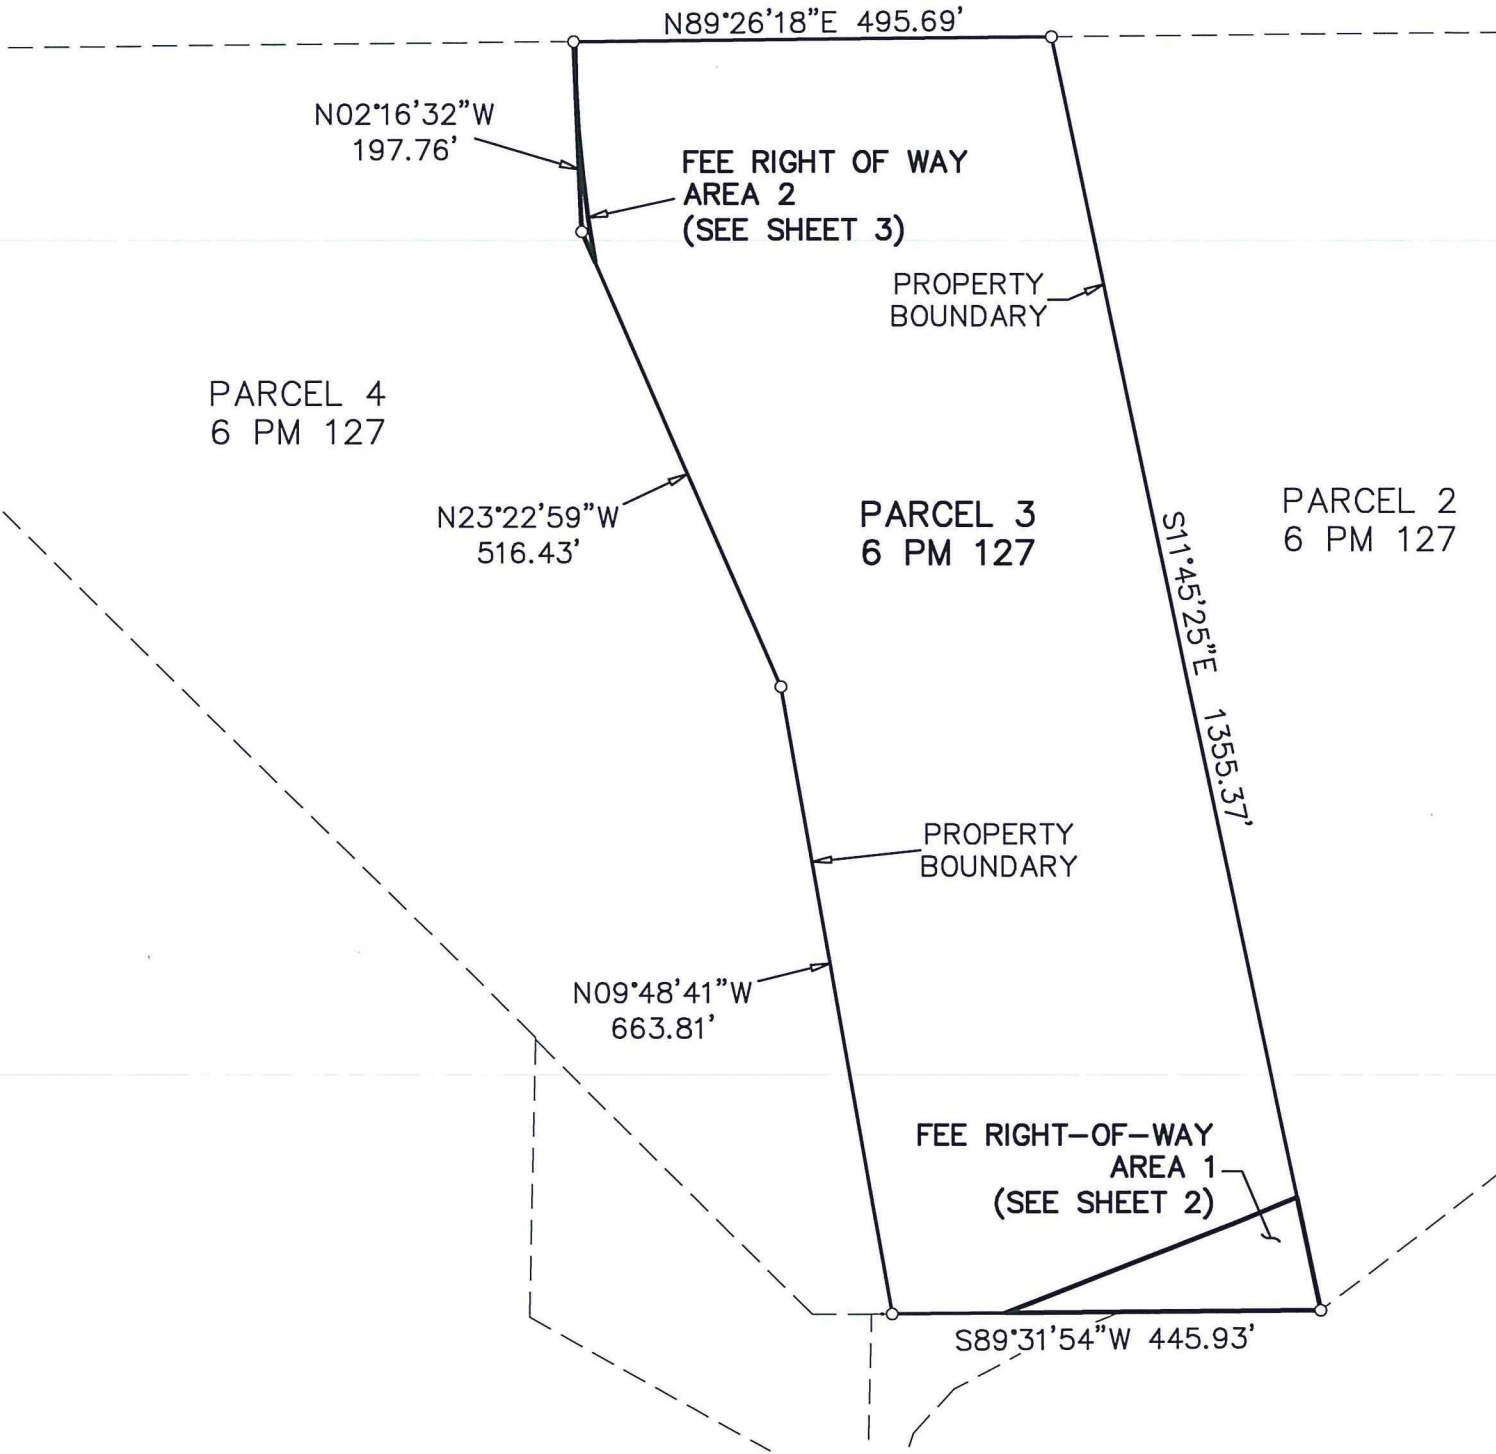 N89°26'18"E 495.69'
N02°16'32"W
197.76'
FEE RIGHT OF WAY
AREA 2
(SEE SHEET 3)
PROPERTY
BOUNDARY
PARCEL 4
6 PM 127
N23°22'59"W
516.43'
PARCEL 3
6 PM 127
PARCEL 2
6 PM 127
S11°45'25"E 1355.37'
PROPERTY
BOUNDARY
N09°48'41"W
663.81'
FEE RIGHT-OF-WAY
AREA 1
(SEE SHEET 2)
S89°31'54"W 445.93'